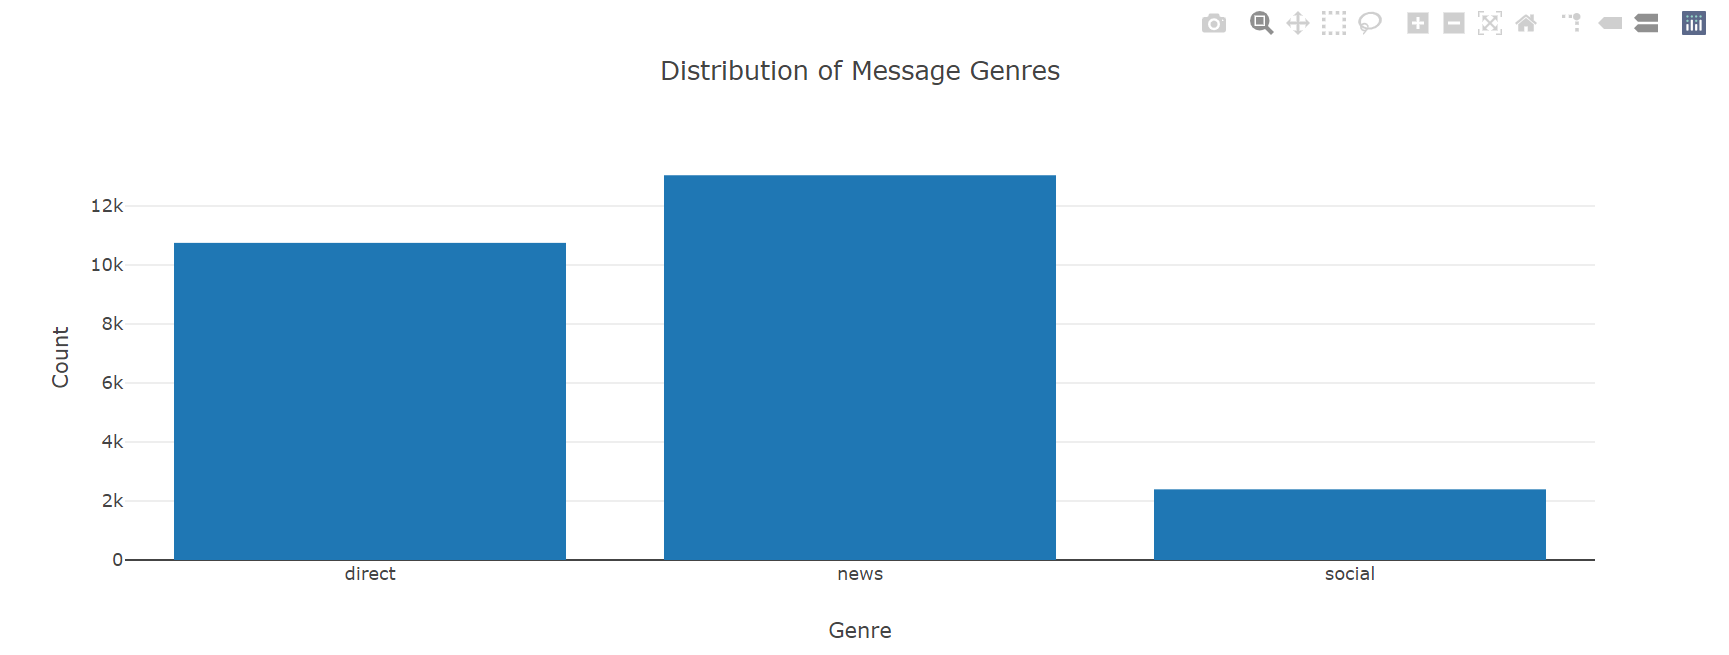 Distribution of Message Genres
12k
10k
8k
6k
4k
2k
0
Count
direct news social
Genre